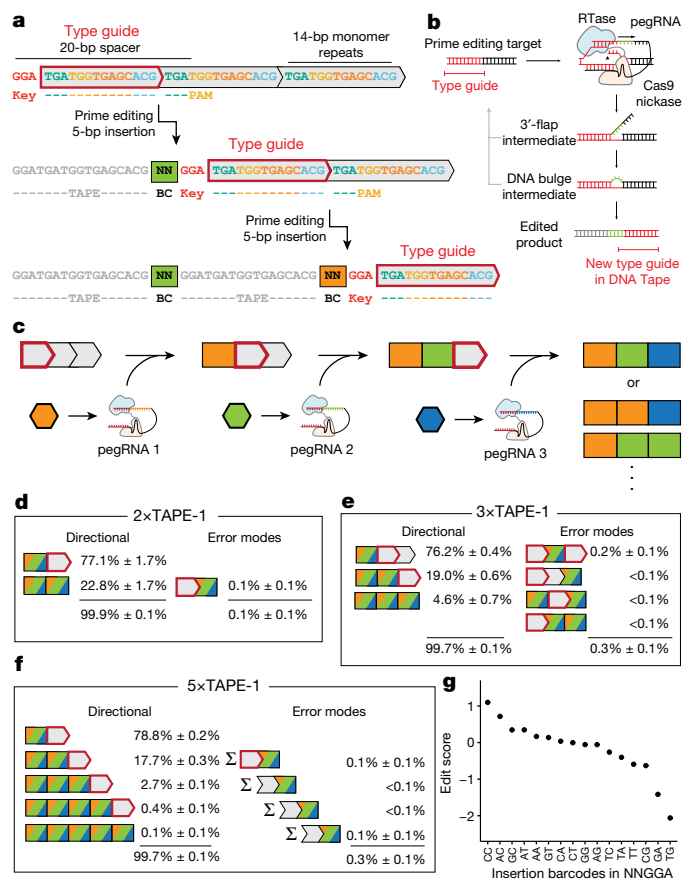 a
Type guide
20-bp spacer
14-bp monomer
repeats
GGA TGATGGTGAGCACG TGATGGTGAGCACG TGATGGTGAGCACG
Key PAM
Prime editing
5-bp insertion
Type guide
GGATGATGGTGAGCACG NN GGA TGATGGTGAGCACG TGATGGTGAGCACG
TAPE BC Key PAM
Prime editing
5-bp insertion
Type guide
GGATGATGGTGAGCACG NN GGATGATGGTGAGCACG NN GGA TGATGGTGAGCACG
TAPE BC TAPE BC Key
b
RTase
pegRNA
Prime editing target
Type guide
Cas9
nickase
3′-flap
intermediate
DNA bulge
intermediate
Edited
product
New type guide
in DNA Tape
c
or
pegRNA 1
pegRNA 2
pegRNA 3
d
2×TAPE-1
Directional Error modes
77.1% ± 1.7%
22.8% ± 1.7% 0.1% ± 0.1%
99.9% ± 0.1% 0.1% ± 0.1%
e
3×TAPE-1
Directional Error modes
76.2% ± 0.4% 0.2% ± 0.1%
19.0% ± 0.6% <0.1%
4.6% ± 0.7% <0.1%
<0.1%
99.7% ± 0.1% 0.3% ± 0.1%
f
5×TAPE-1
Directional Error modes
78.8% ± 0.2%
17.7% ± 0.3% Σ 0.1% ± 0.1%
2.7% ± 0.1% Σ <0.1%
0.4% ± 0.1% Σ <0.1%
0.1% ± 0.1% Σ 0.1% ± 0.1%
99.7% ± 0.1% 0.3% ± 0.1%
g
Edit score
1
0
−1
−2
CC AC GC AT AA GT CA CT GG AG TC TA TT CG GA TG
Insertion barcodes in NNGGA